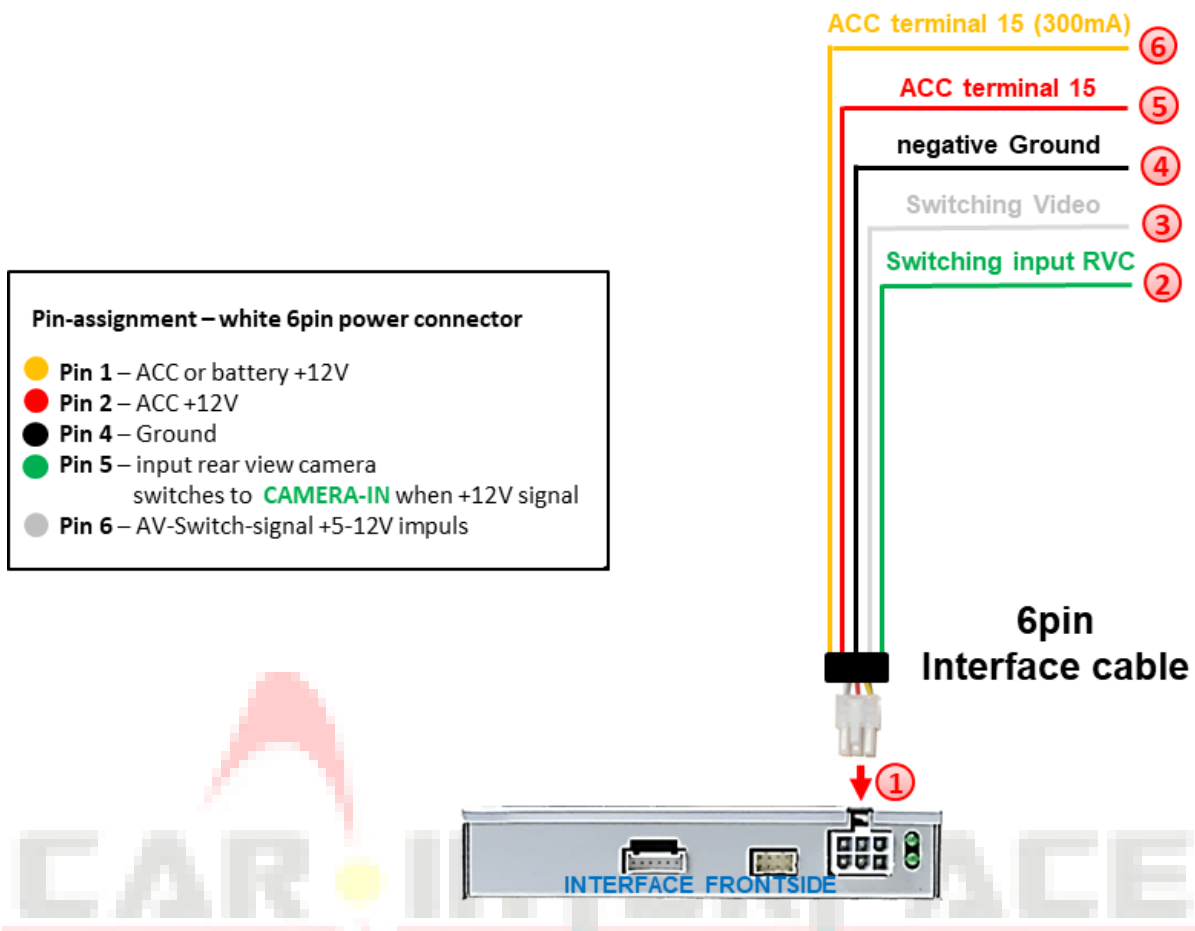 ACC terminal 15 (300mA)
6
ACC terminal 15
5
negative Ground
4
Switching Video
3
Switching input RVC
2
Pin-assignment – white 6pin power connector
Pin 1 – ACC or battery +12V
Pin 2 – ACC +12V
Pin 4 – Ground
Pin 5 – input rear view camera
switches to CAMERA-IN when +12V signal
Pin 6 – AV-Switch-signal +5-12V impuls
6pin
Interface cable
1
INTERFACE FRONTSIDE
CAR INTERFACE